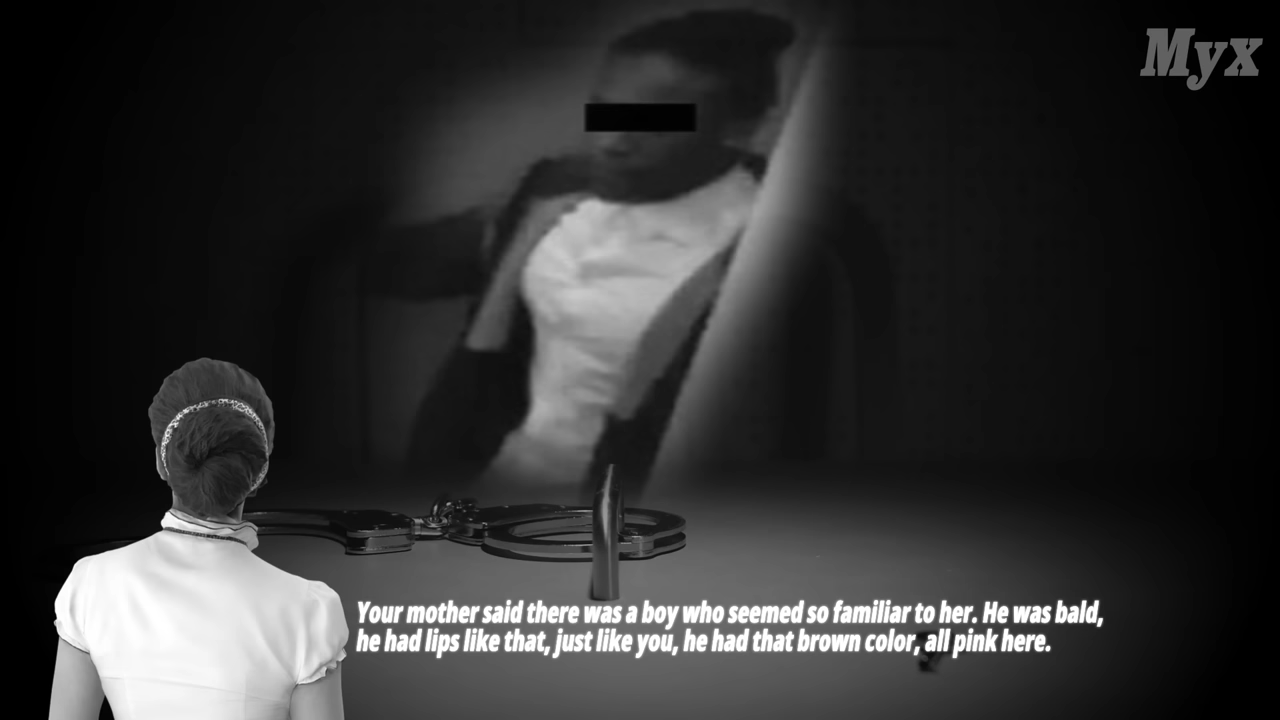 Myx
Your mother said there was a boy who seemed so familiar to her. He was bald,
he had lips like that, just like you, he had that brown color, all pink here.